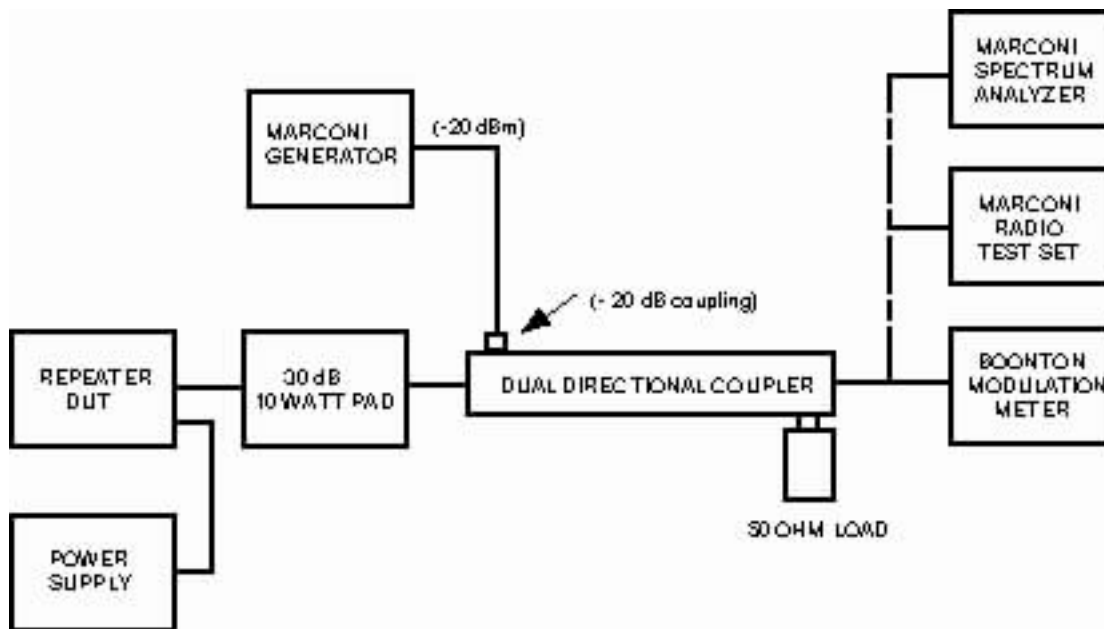 MARCONI
SPECTRUM
ANALYZER
MARCONI
GENERATOR
(-20 dBm)
MARCONI
RADIO
TEST SET
(- 20 dB coupling)
REPEATER
DUT
30 dB
10 WATT PAD
DUAL DIRECTIONAL COUPLER
BOONTON
MODULATION
METER
50 OHM LOAD
POWER
SUPPLY